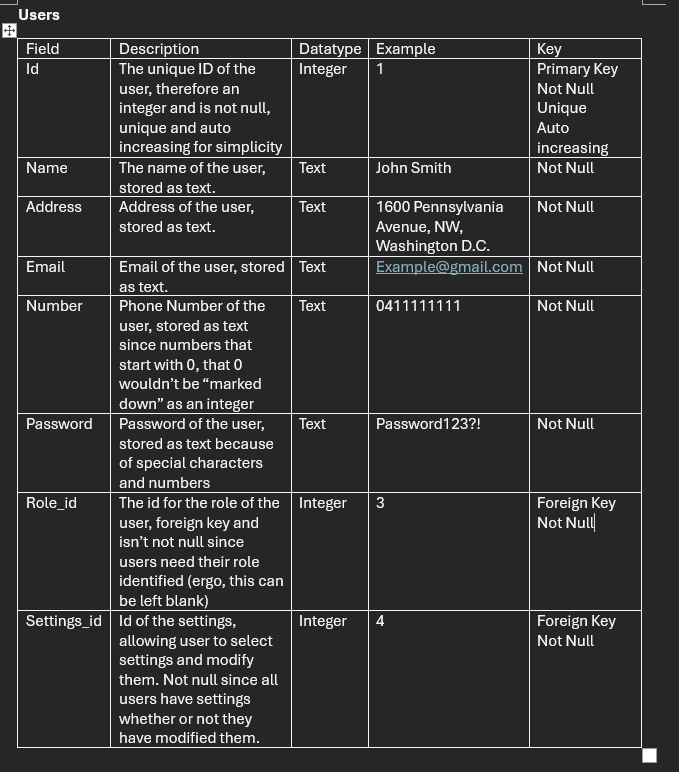 Users
Field Description Datatype Example Key
Id The unique ID of the Integer 1 Primary Key
user, therefore an Not Null
integer and is not null, Unique
unique and auto Auto
increasing for simplicity increasing
Name The name of the user, Text John Smith Not Null
stored as text.
Address Address of the user, Text 1600 Pennsylvania Not Null
stored as text. Avenue, NW,
Washington D.C.
Email Email of the user, stored Text Example@gmail.com Not Null
as text.
Number Phone Number of the Text 0411111111 Not Null
user, stored as text
since numbers that
start with 0, that 0
wouldn’t be “marked
down” as an integer
Password Password of the user, Text Password123?! Not Null
stored as text because
of special characters
and numbers
Role_id The id for the role of the Integer 3 Foreign Key
user, foreign key and Not Null
isn’t not null since
users need their role
identified (ergo, this can
be left blank)
Settings_id Id of the settings, Integer 4 Foreign Key
allowing user to select Not Null
settings and modify
them. Not null since all
users have settings
whether or not they
have modified them.